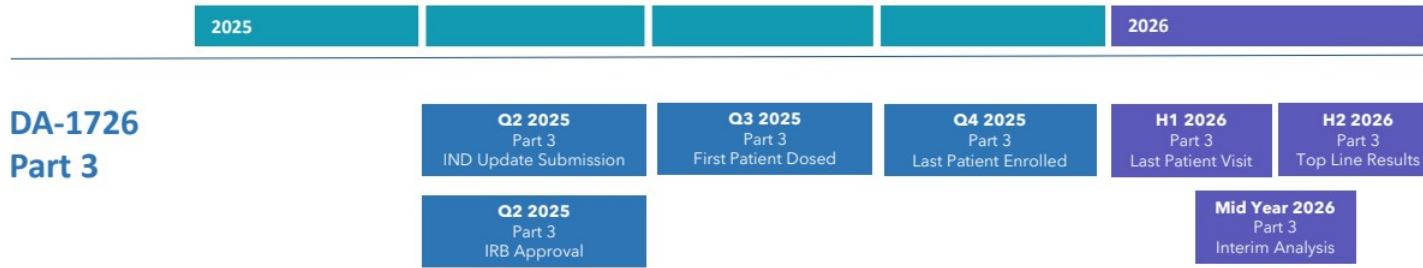 2025
2026
DA-1726
Part 3
Q2 2025
Part 3
IND Update Submission
Q3 2025
Part 3
First Patient Dosed
Q4 2025
Part 3
Last Patient Enrolled
H1 2026
Part 3
Last Patient Visit
H2 2026
Part 3
Top Line Results
Q2 2025
Part 3
IRB Approval
Mid Year 2026
Part 3
Interim Analysis